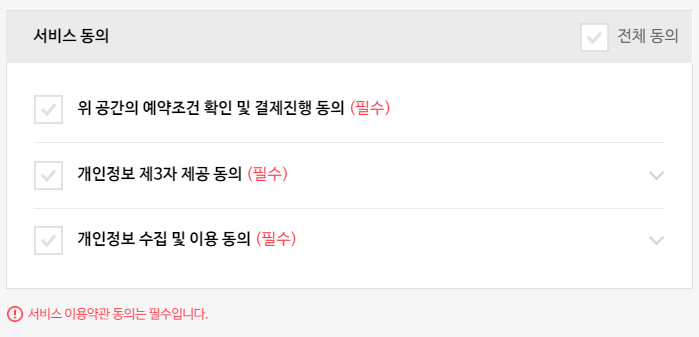 서비스 동의
전체 동의
위 공간의 예약조건 확인 및 결제진행 동의 (필수)
개인정보 제3자 제공 동의 (필수)
개인정보 수집 및 이용 동의 (필수)
서비스 이용약관 동의는 필수입니다.